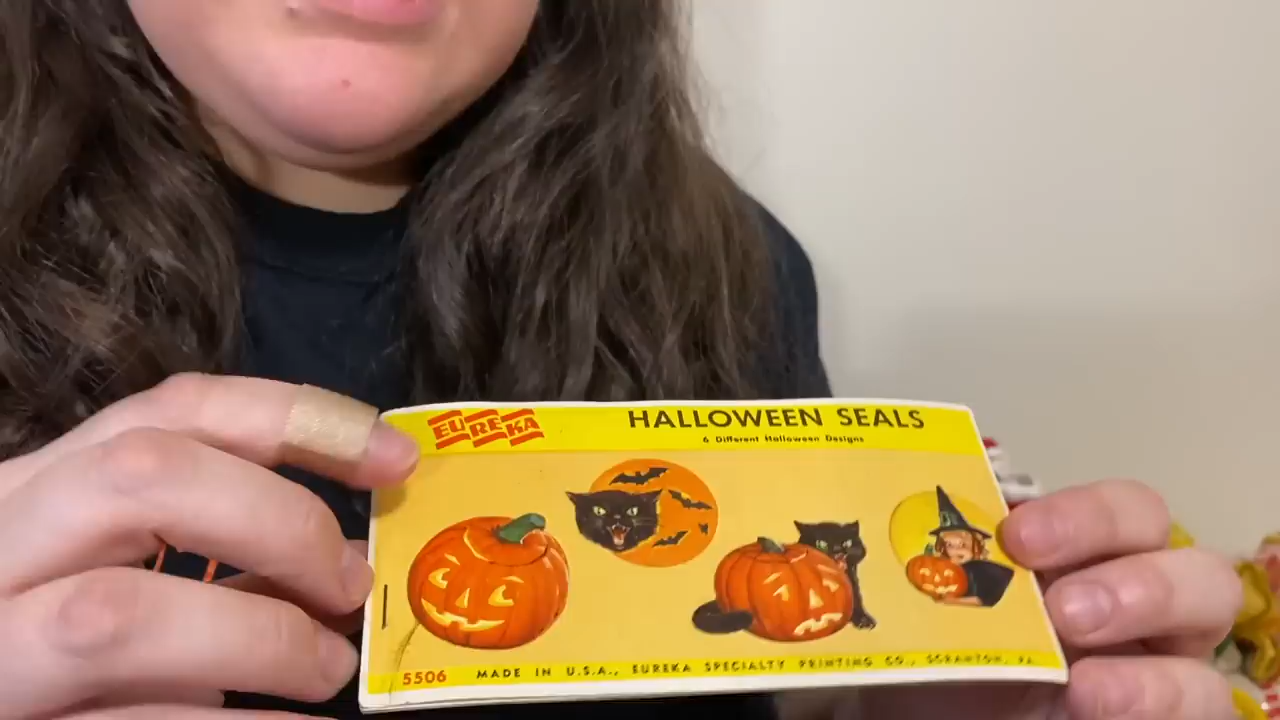 EUREKA
HALLOWEEN SEALS
6 Different Halloween Designs
5506 MADE IN U.S.A., EUREKA SPECIALTY PRINTING CO., SCRANTON, PA.